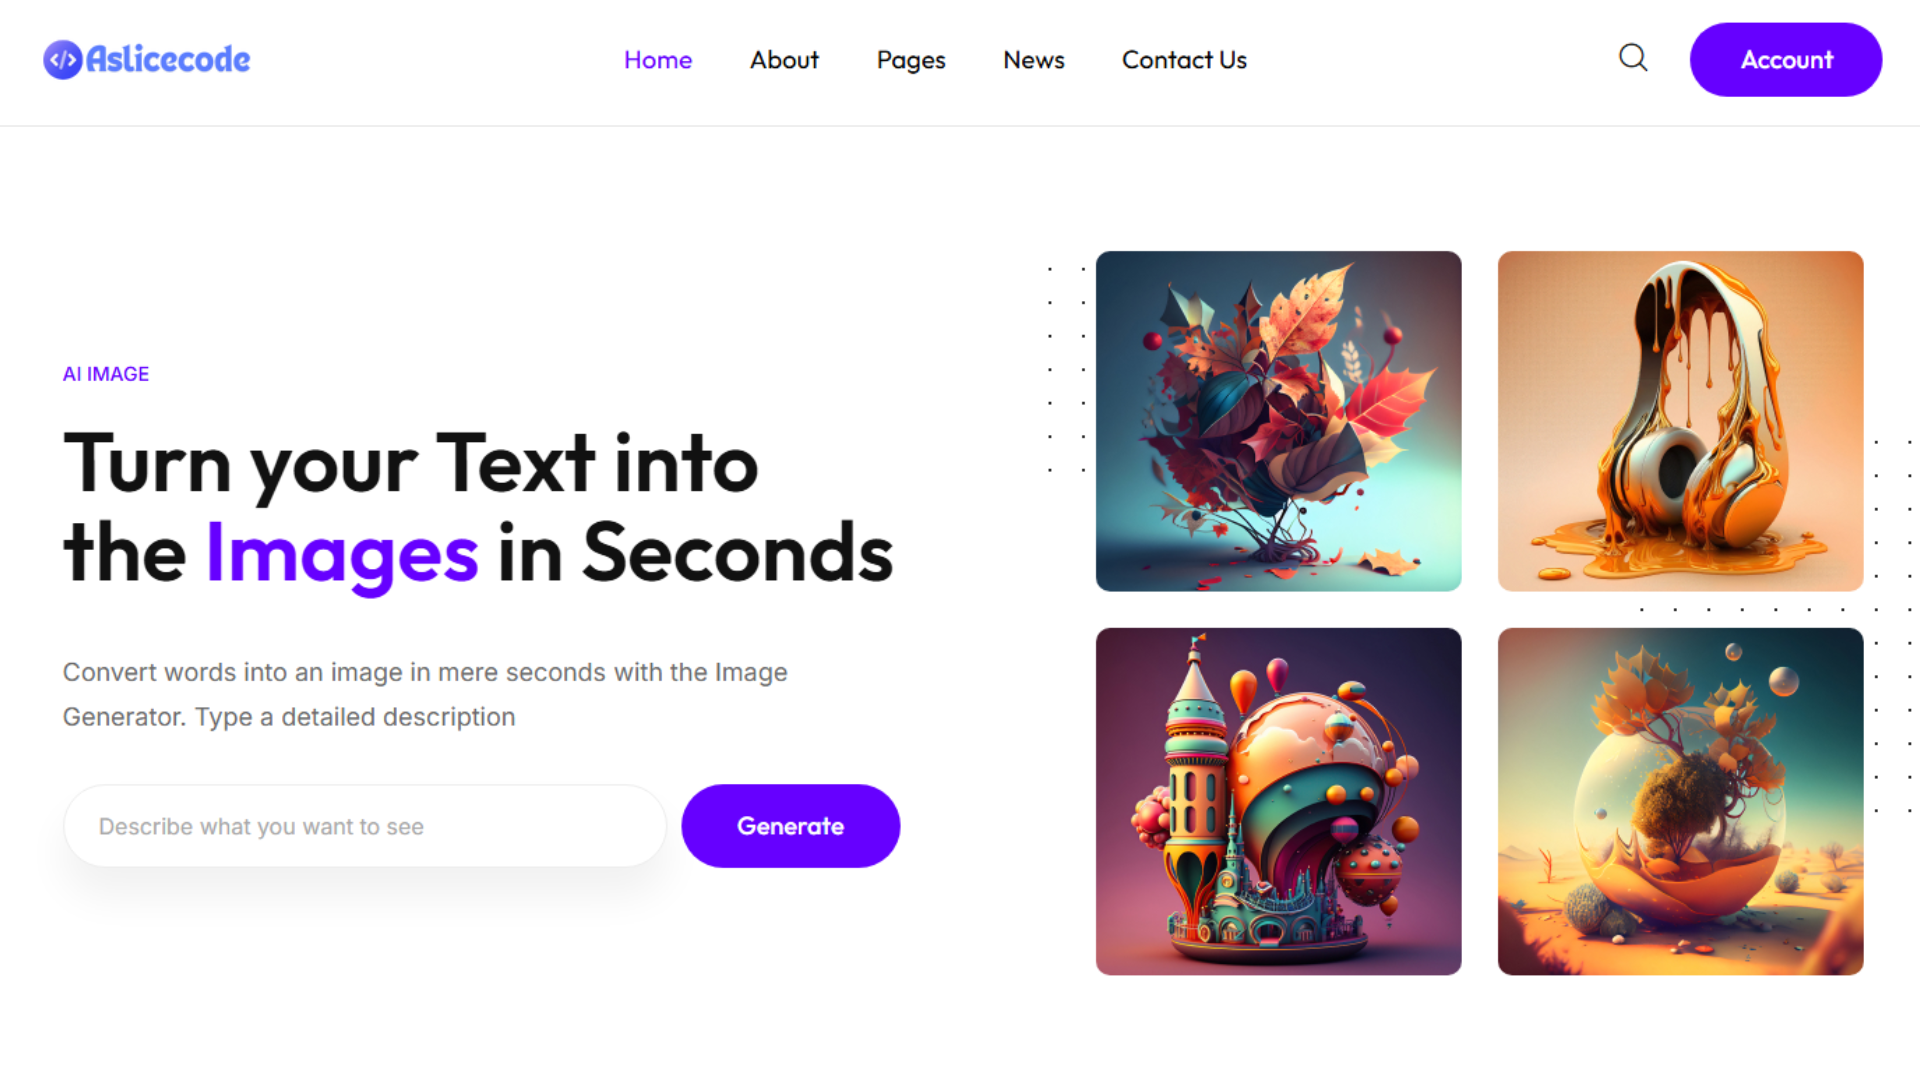 Aslicecode
Home About Pages News Contact Us
Account
AI IMAGE
Turn your Text into
the Images in Seconds
Convert words into an image in mere seconds with the Image
Generator. Type a detailed description
Describe what you want to see
Generate